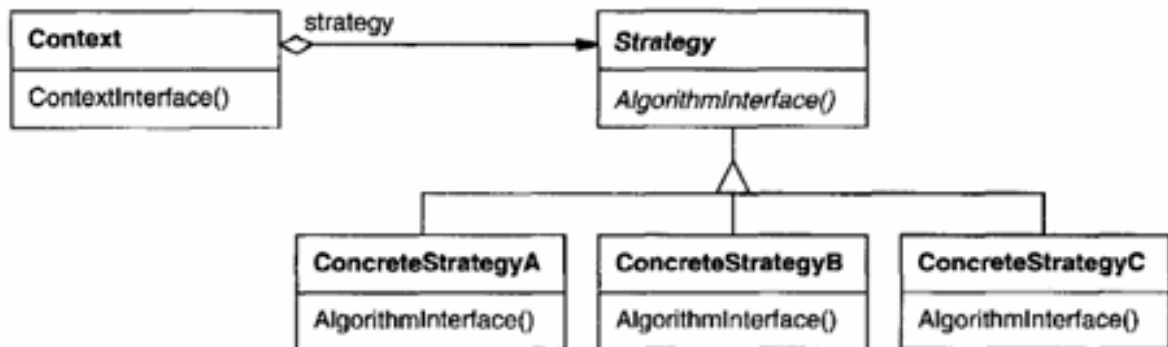 Context
ContextInterface()
strategy
Strategy
AlgorithmInterface()
ConcreteStrategyA
AlgorithmInterface()
ConcreteStrategyB
AlgorithmInterface()
ConcreteStrategyC
AlgorithmInterface()